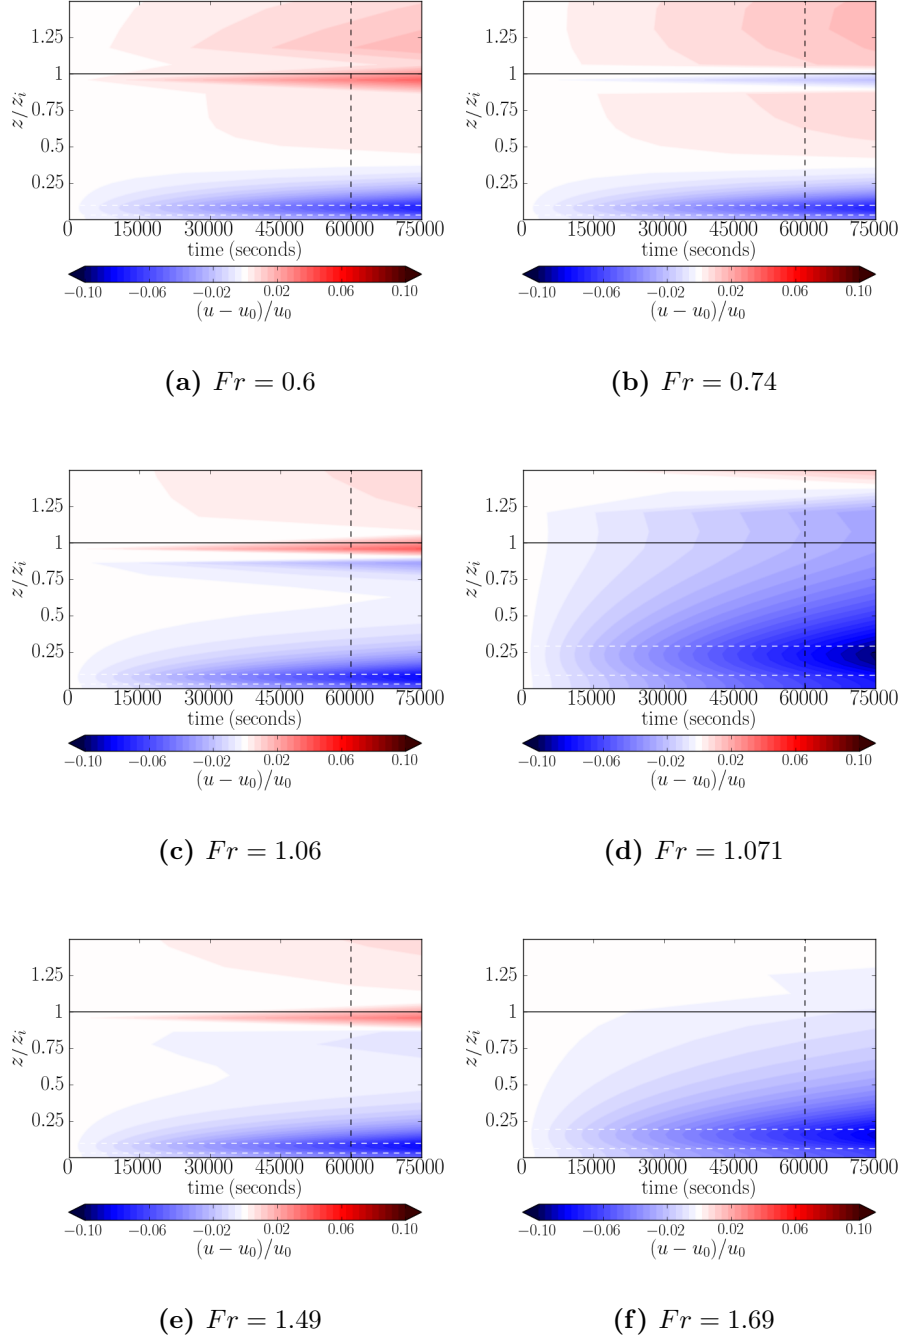 1.25
1
0.75
0.5
0.25
z/z_i
0 15000 30000 45000 60000 75000
time (seconds)
−0.10 −0.06 −0.02 0.02 0.06 0.10
(u − u_0)/u_0
(a) Fr = 0.6
1.25
1
0.75
0.5
0.25
z/z_i
0 15000 30000 45000 60000 75000
time (seconds)
−0.10 −0.06 −0.02 0.02 0.06 0.10
(u − u_0)/u_0
(b) Fr = 0.74
1.25
1
0.75
0.5
0.25
z/z_i
0 15000 30000 45000 60000 75000
time (seconds)
−0.10 −0.06 −0.02 0.02 0.06 0.10
(u − u_0)/u_0
(c) Fr = 1.06
1.25
1
0.75
0.5
0.25
z/z_i
0 15000 30000 45000 60000 75000
time (seconds)
−0.10 −0.06 −0.02 0.02 0.06 0.10
(u − u_0)/u_0
(d) Fr = 1.071
1.25
1
0.75
0.5
0.25
z/z_i
0 15000 30000 45000 60000 75000
time (seconds)
−0.10 −0.06 −0.02 0.02 0.06 0.10
(u − u_0)/u_0
(e) Fr = 1.49
1.25
1
0.75
0.5
0.25
z/z_i
0 15000 30000 45000 60000 75000
time (seconds)
−0.10 −0.06 −0.02 0.02 0.06 0.10
(u − u_0)/u_0
(f) Fr = 1.69